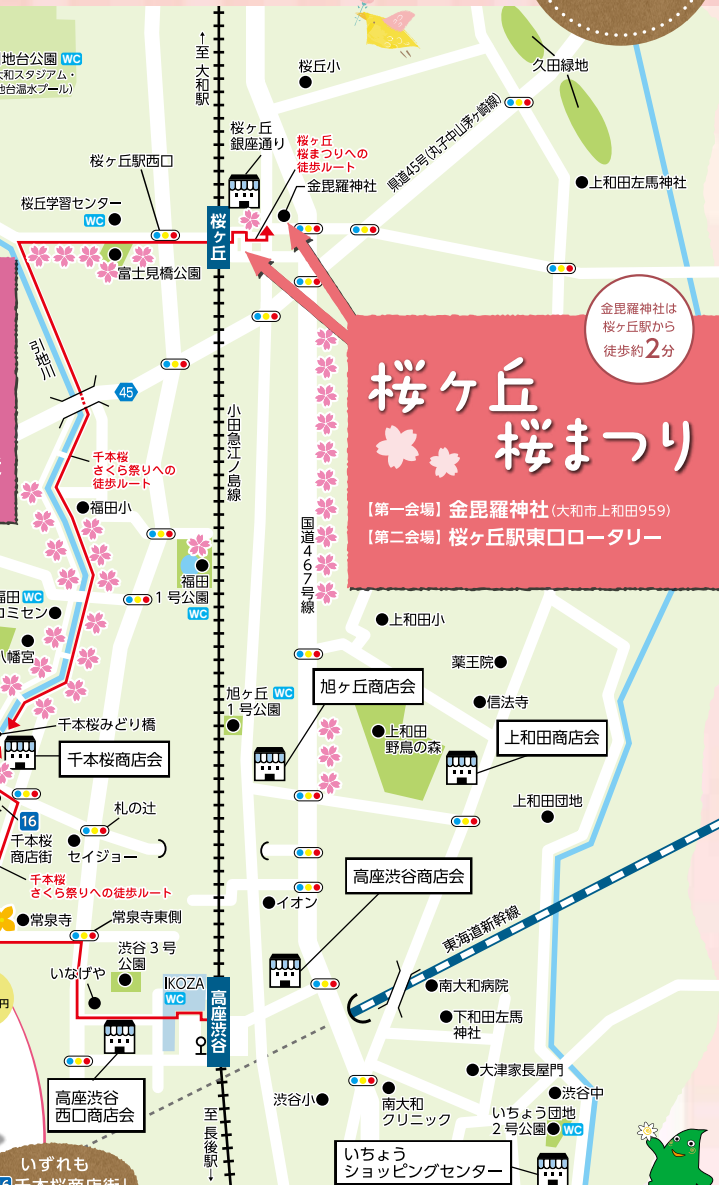 地台公園 WC
大和スタジアム・
地台温水プール)
↑至 大和駅
桜丘小
久田緑地
県道45号(丸子中山茅ヶ崎線)
桜ヶ丘
銀座通り
桜ヶ丘
桜まつりへの
徒歩ルート
金毘羅神社
桜ヶ丘駅西口
桜丘学習センター
WC
上和田左馬神社
桜ヶ丘
富士見橋公園
引地川
45
金毘羅神社は
桜ヶ丘駅から
徒歩約2分
桜ヶ丘
桜まつり
【第一会場】金毘羅神社(大和市上和田959)
【第二会場】桜ヶ丘駅東口ロータリー
小田急江ノ島線
千本桜
さくら祭りへの
徒歩ルート
福田小
国道467号線
福田
1号公園
WC
福田 WC
コミセン
八幡宮
上和田小
薬王院
信法寺
旭ヶ丘商店会
旭ヶ丘 WC
1号公園
上和田
野鳥の森
上和田商店会
千本桜みどり橋
千本桜商店会
上和田団地
16
千本桜
商店街
札の辻
セイジョー
千本桜
さくら祭りへの徒歩ルート
高座渋谷商店会
イオン
常泉寺
常泉寺東側
東海道新幹線
渋谷3号
公園
いなげや
IKOZA
WC
高座渋谷
南大和病院
下和田左馬
神社
円
大津家長屋門
高座渋谷
西口商店会
渋谷小
南大和
クリニック
渋谷中
いちょう団地
2号公園 WC
至 長後駅↓
いちょう
ショッピングセンター
いずれも
16千本桜商店街!